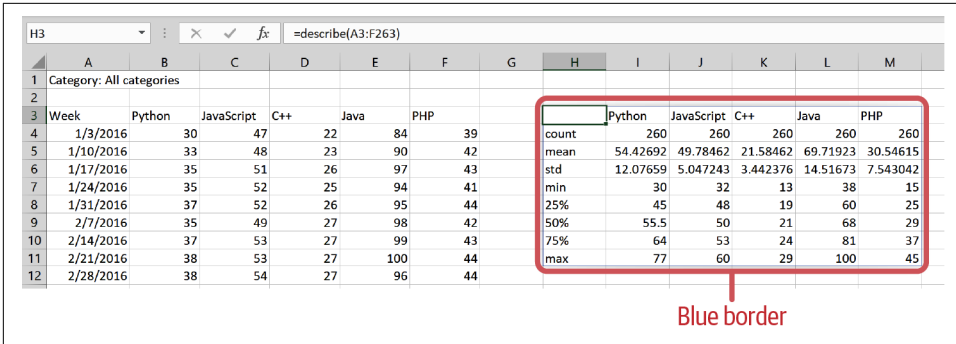 H3 fx =describe(A3:F263)
A B C D E F G H I J K L M
1 Category: All categories
2
3 Week Python JavaScript C++ Java PHP Python JavaScript C++ Java PHP
4 1/3/2016 30 47 22 84 39 count 260 260 260 260 260
5 1/10/2016 33 48 23 90 42 mean 54.42692 49.78462 21.58462 69.71923 30.54615
6 1/17/2016 35 51 26 97 43 std 12.07659 5.047243 3.442376 14.51673 7.543042
7 1/24/2016 35 52 25 94 41 min 30 32 13 38 15
8 1/31/2016 37 52 26 95 44 25% 45 48 19 60 25
9 2/7/2016 35 49 27 98 42 50% 55.5 50 21 68 29
10 2/14/2016 37 53 27 99 43 75% 64 53 24 81 37
11 2/21/2016 38 53 27 100 44 max 77 60 29 100 45
12 2/28/2016 38 54 27 96 44
Blue border